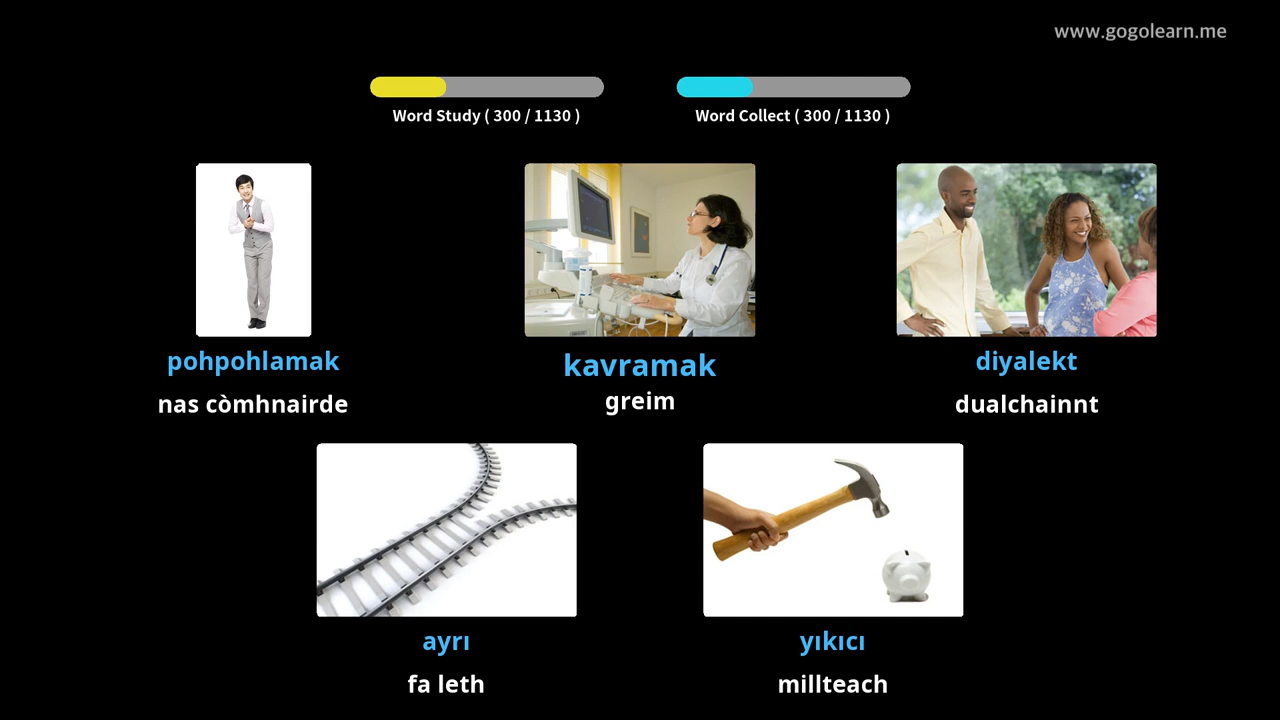 www.gogolearn.me
Word Study ( 300 / 1130 )
Word Collect ( 300 / 1130 )
pohpohlamak
nas còmhnairde
kavramak
greim
diyalekt
dualchainnt
ayrı
fa leth
yıkıcı
millteach